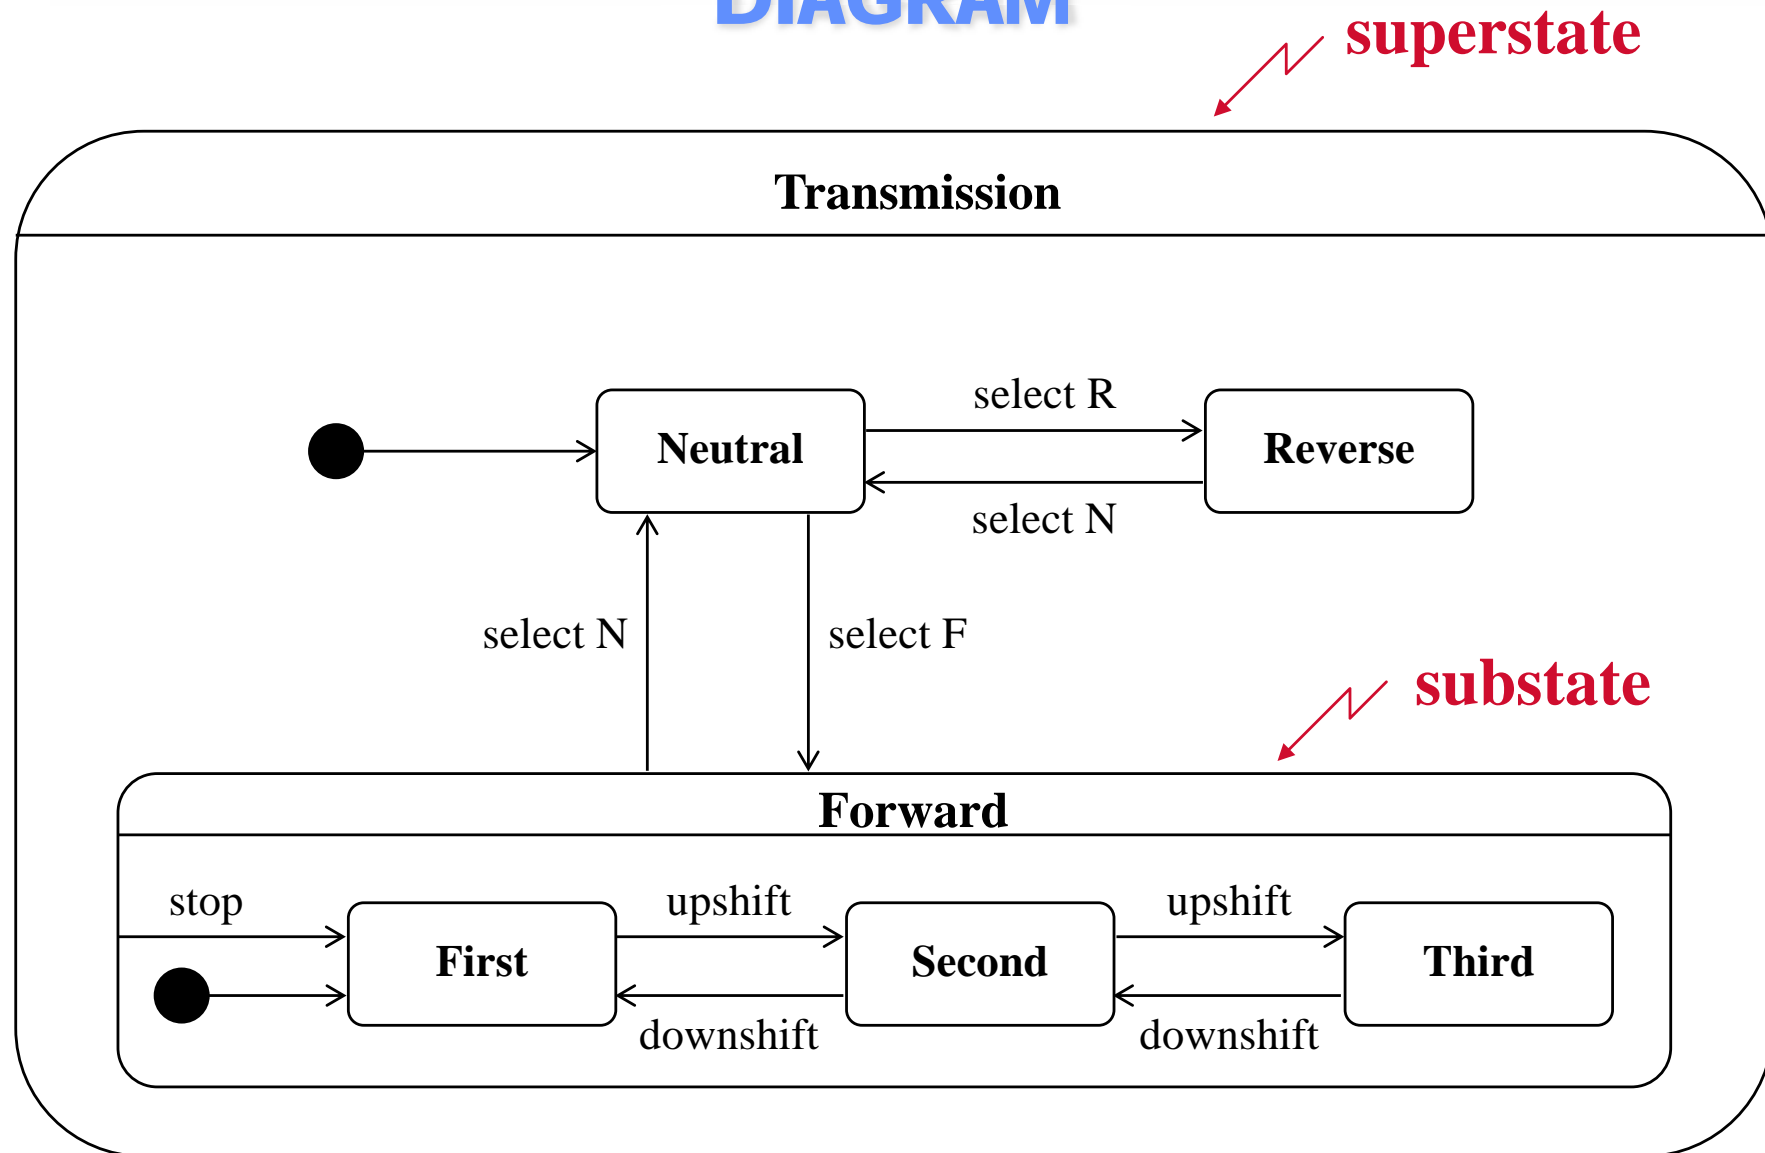 DIAGRAM
superstate
Transmission
select R
Neutral
Reverse
select N
select N
select F
substate
Forward
stop
upshift
upshift
First
Second
Third
downshift
downshift